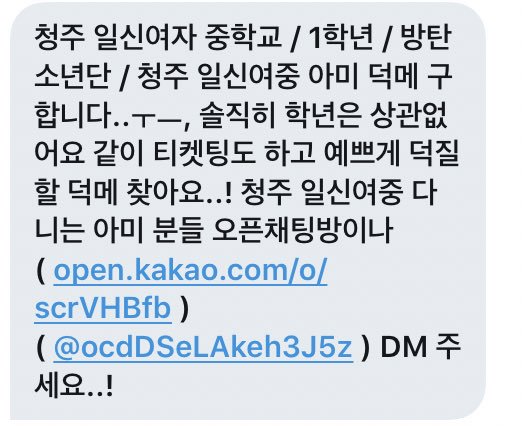 청주 일신여자 중학교 / 1학년 / 방탄
소년단 / 청주 일신여중 아미 덕메 구
합니다..ㅜㅡ, 솔직히 학년은 상관없
어요 같이 티켓팅도 하고 예쁘게 덕질
할 덕메 찾아요..! 청주 일신여중 다
니는 아미 분들 오픈채팅방이나
( open.kakao.com/o/
scrVHBfb )
( @ocdDSeLAkeh3J5z ) DM 주
세요..!